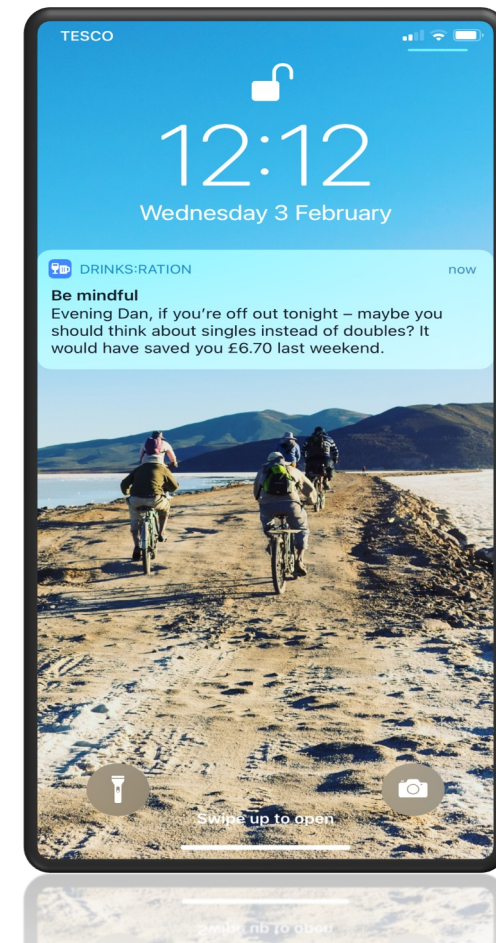 TESCO
12:12
Wednesday 3 February
DRINKS:RATION now
Be mindful
Evening Dan, if you’re off out tonight – maybe you
should think about singles instead of doubles? It
would have saved you £6.70 last weekend.
Swipe up to open